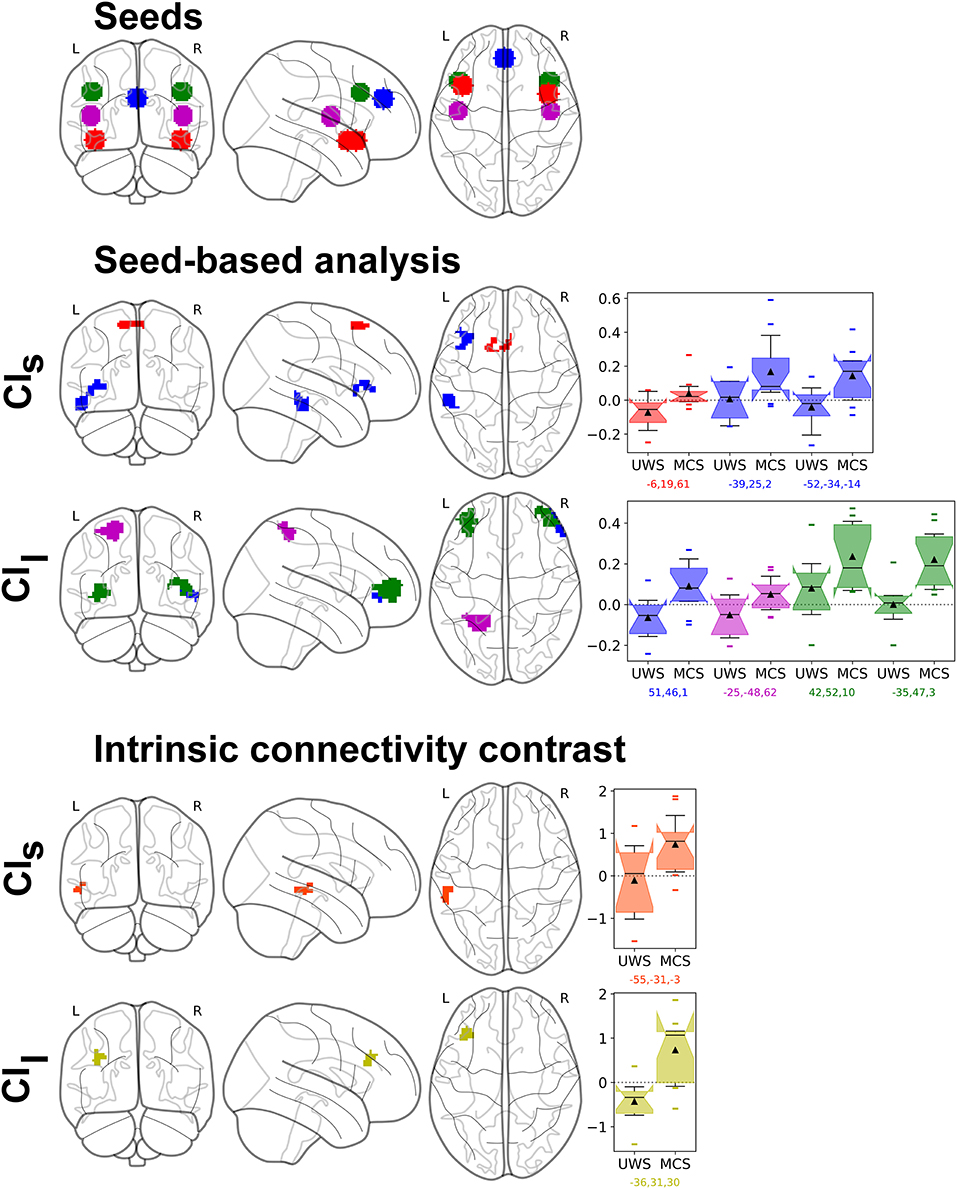 Seeds
L R L R
Seed-based analysis
L R L R
CIs
0.6
0.4
0.2
0.0
−0.2
UWS MCS UWS MCS UWS MCS
-6,19,61 -39,25,2 -52,-34,-14
L R L R
CIl
0.4
0.2
0.0
−0.2
UWS MCS UWS MCS UWS MCS UWS MCS
51,46,1 -25,-48,62 42,52,10 -35,47,3
Intrinsic connectivity contrast
L R L R
CIs
2
1
0
−1
UWS MCS
-55,-31,-3
L R L R
CIl
2
1
0
−1
UWS MCS
-36,31,30